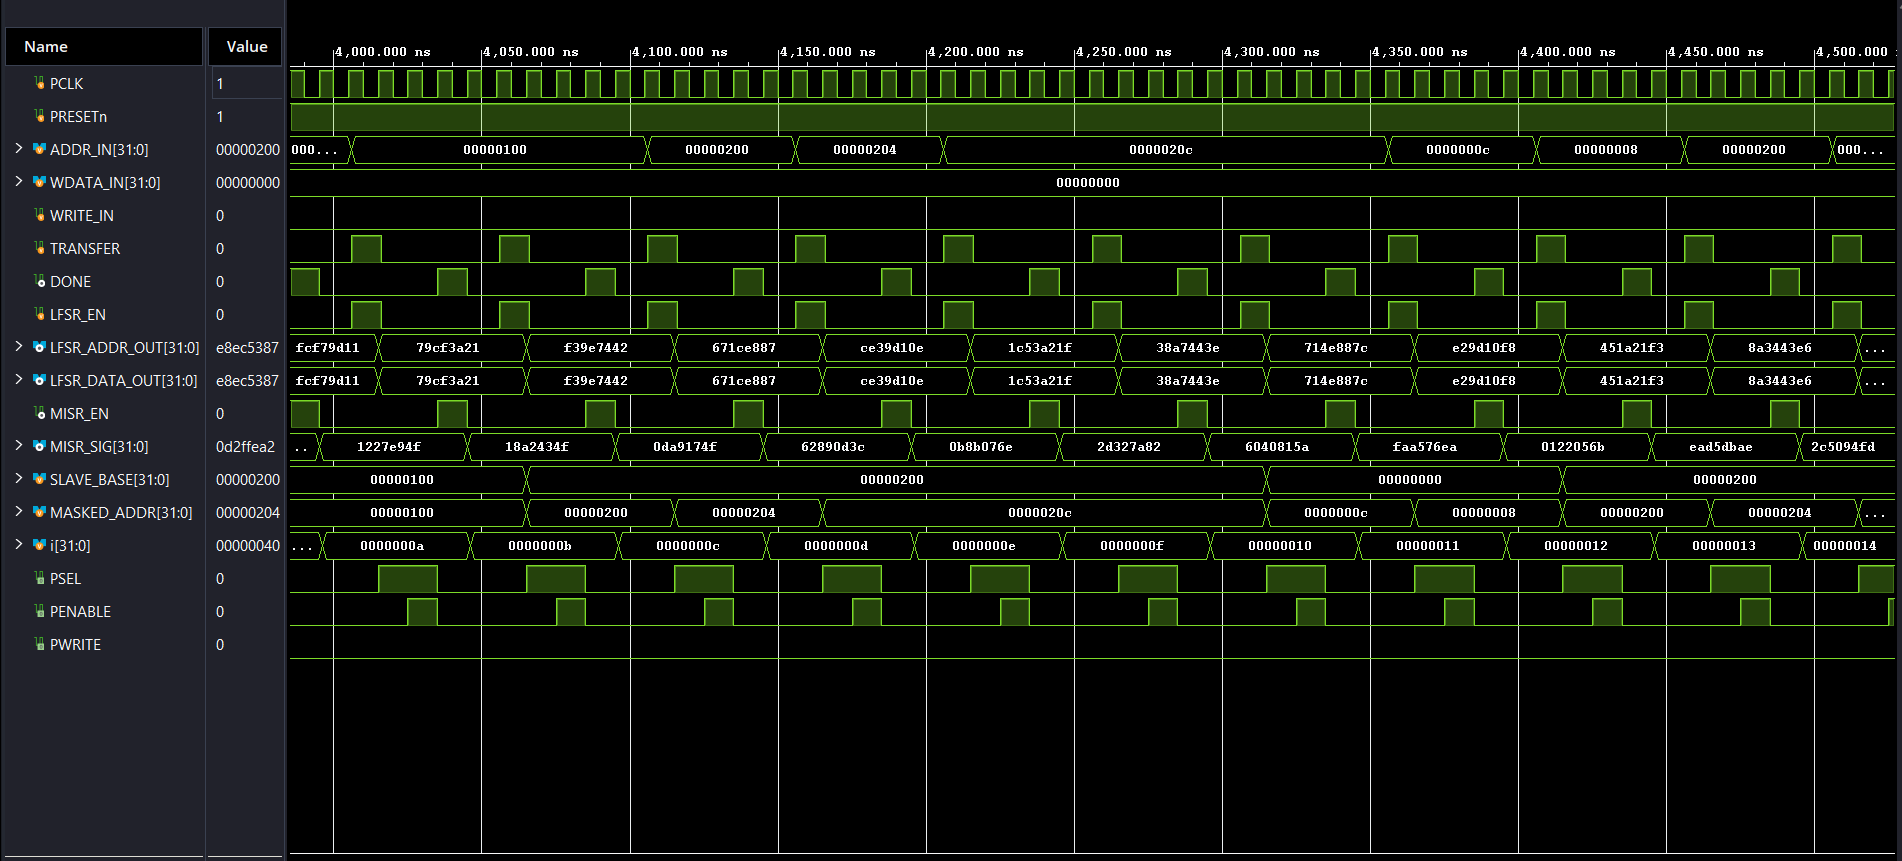 Name Value
4,000.000 ns 4,050.000 ns 4,100.000 ns 4,150.000 ns 4,200.000 ns 4,250.000 ns 4,300.000 ns 4,350.000 ns 4,400.000 ns 4,450.000 ns 4,500.000
PCLK 1
PRESETn 1
ADDR_IN[31:0] 00000200 000... 00000100 00000200 00000204 0000020c 0000000c 00000008 00000200 000...
WDATA_IN[31:0] 00000000 00000000
WRITE_IN 0
TRANSFER 0
DONE 0
LFSR_EN 0
LFSR_ADDR_OUT[31:0] e8ec5387 fcf79d11 79cf3a21 f39e7442 671ce887 ce39d10e 1c53a21f 38a7443e 714e887c e29d10f8 451a21f3 8a3443e6 ...
LFSR_DATA_OUT[31:0] e8ec5387 fcf79d11 79cf3a21 f39e7442 671ce887 ce39d10e 1c53a21f 38a7443e 714e887c e29d10f8 451a21f3 8a3443e6 ...
MISR_EN 0
MISR_SIG[31:0] 0d2ffea2 .. 1227e94f 18a2434f 0da9174f 62890d3c 0b8b076e 2d327a82 6040815a faa576ea 0122056b ead5dbae 2c5094fd
SLAVE_BASE[31:0] 00000200 00000100 00000200 00000000 00000200
MASKED_ADDR[31:0] 00000204 00000100 00000200 00000204 0000020c 0000000c 00000008 00000200 00000204 ...
i[31:0] 00000040 ... 0000000a 0000000b 0000000c 0000000d 0000000e 0000000f 00000010 00000011 00000012 00000013 00000014
PSEL 0
PENABLE 0
PWRITE 0